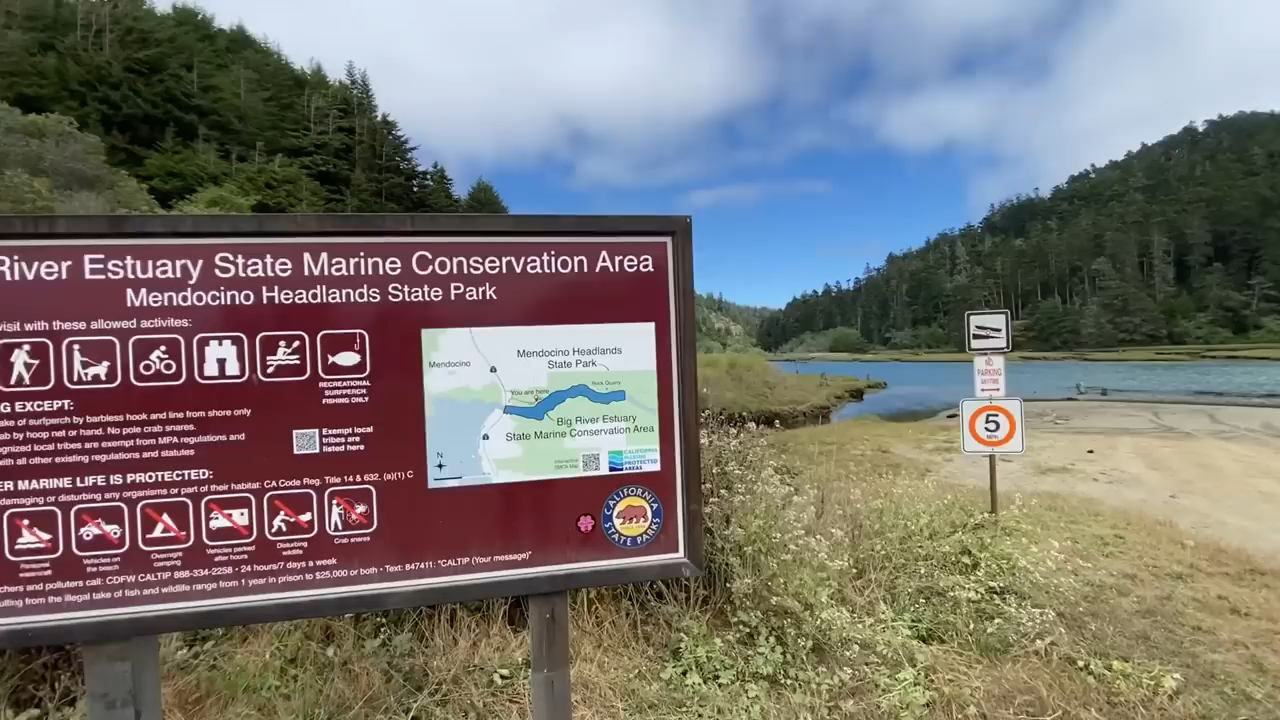 River Estuary State Marine Conservation Area
Mendocino Headlands State Park
visit with these allowed activites:
RECREATIONAL
SURFPERCH
FISHING ONLY
G EXCEPT:
ake of surfperch by barbless hook and line from shore only
ab by hoop net or hand. No pole crab snares.
ognized local tribes are exempt from MPA regulations and
with all other existing regulations and statutes
Exempt local
tribes are
listed here
ER MARINE LIFE IS PROTECTED:
damaging or disturbing any organisms or part of their habitat: CA Code Reg. Title 14 & 632, (a)(1) C
Personal
watercraft
Vehicles on
the beach
Overnight
camping
Vehicles parked
after hours
Disturbing
wildlife
Crab snares
chers and polluters call: CDFW CALTIP 888-334-2258 • 24 hours/7 days a week • Text: 847411: "CALTIP (Your message)"
ulting from the illegal take of fish and wildlife range from 1 year in prison to $25,000 or both
Mendocino
Mendocino Headlands
State Park
You are here
Rock Quarry
Big River Estuary
State Marine Conservation Area
N
Interactive
SMCA Map
CALIFORNIA
MARINE
PROTECTED
AREAS
CALIFORNIA
STATE PARKS
NO
PARKING
ANYTIME
5
MPH